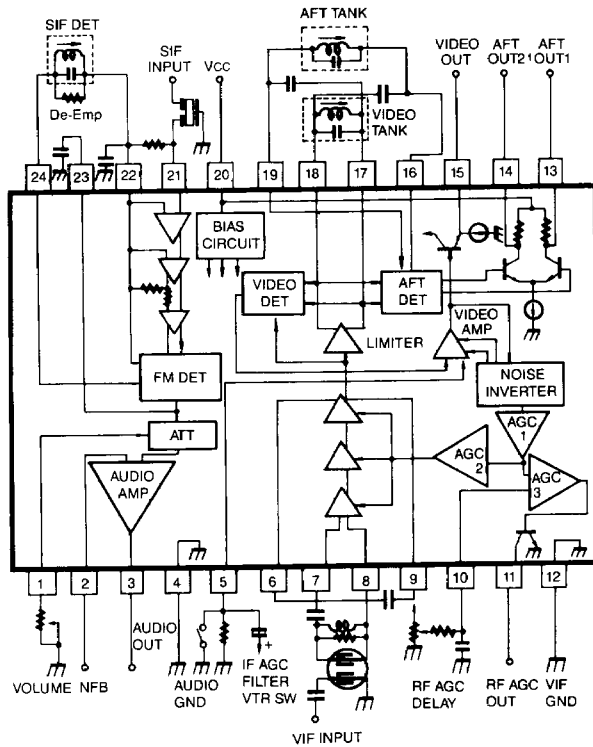 AFT TANK
SIF DET
SIF INPUT
VCC
VIDEO OUT
AFT OUT2
AFT OUT1
De-Emp
VIDEO TANK
24
23
22
21
20
19
18
17
16
15
14
13
BIAS CIRCUIT
VIDEO DET
AFT DET
VIDEO AMP
LIMITER
FM DET
NOISE INVERTER
ATT
AGC 1
AGC 2
AGC 3
AUDIO AMP
1
2
3
4
5
6
7
8
9
10
11
12
AUDIO OUT
VOLUME
NFB
AUDIO GND
IF AGC FILTER VTR SW
RF AGC DELAY
RF AGC OUT
VIF GND
VIF INPUT